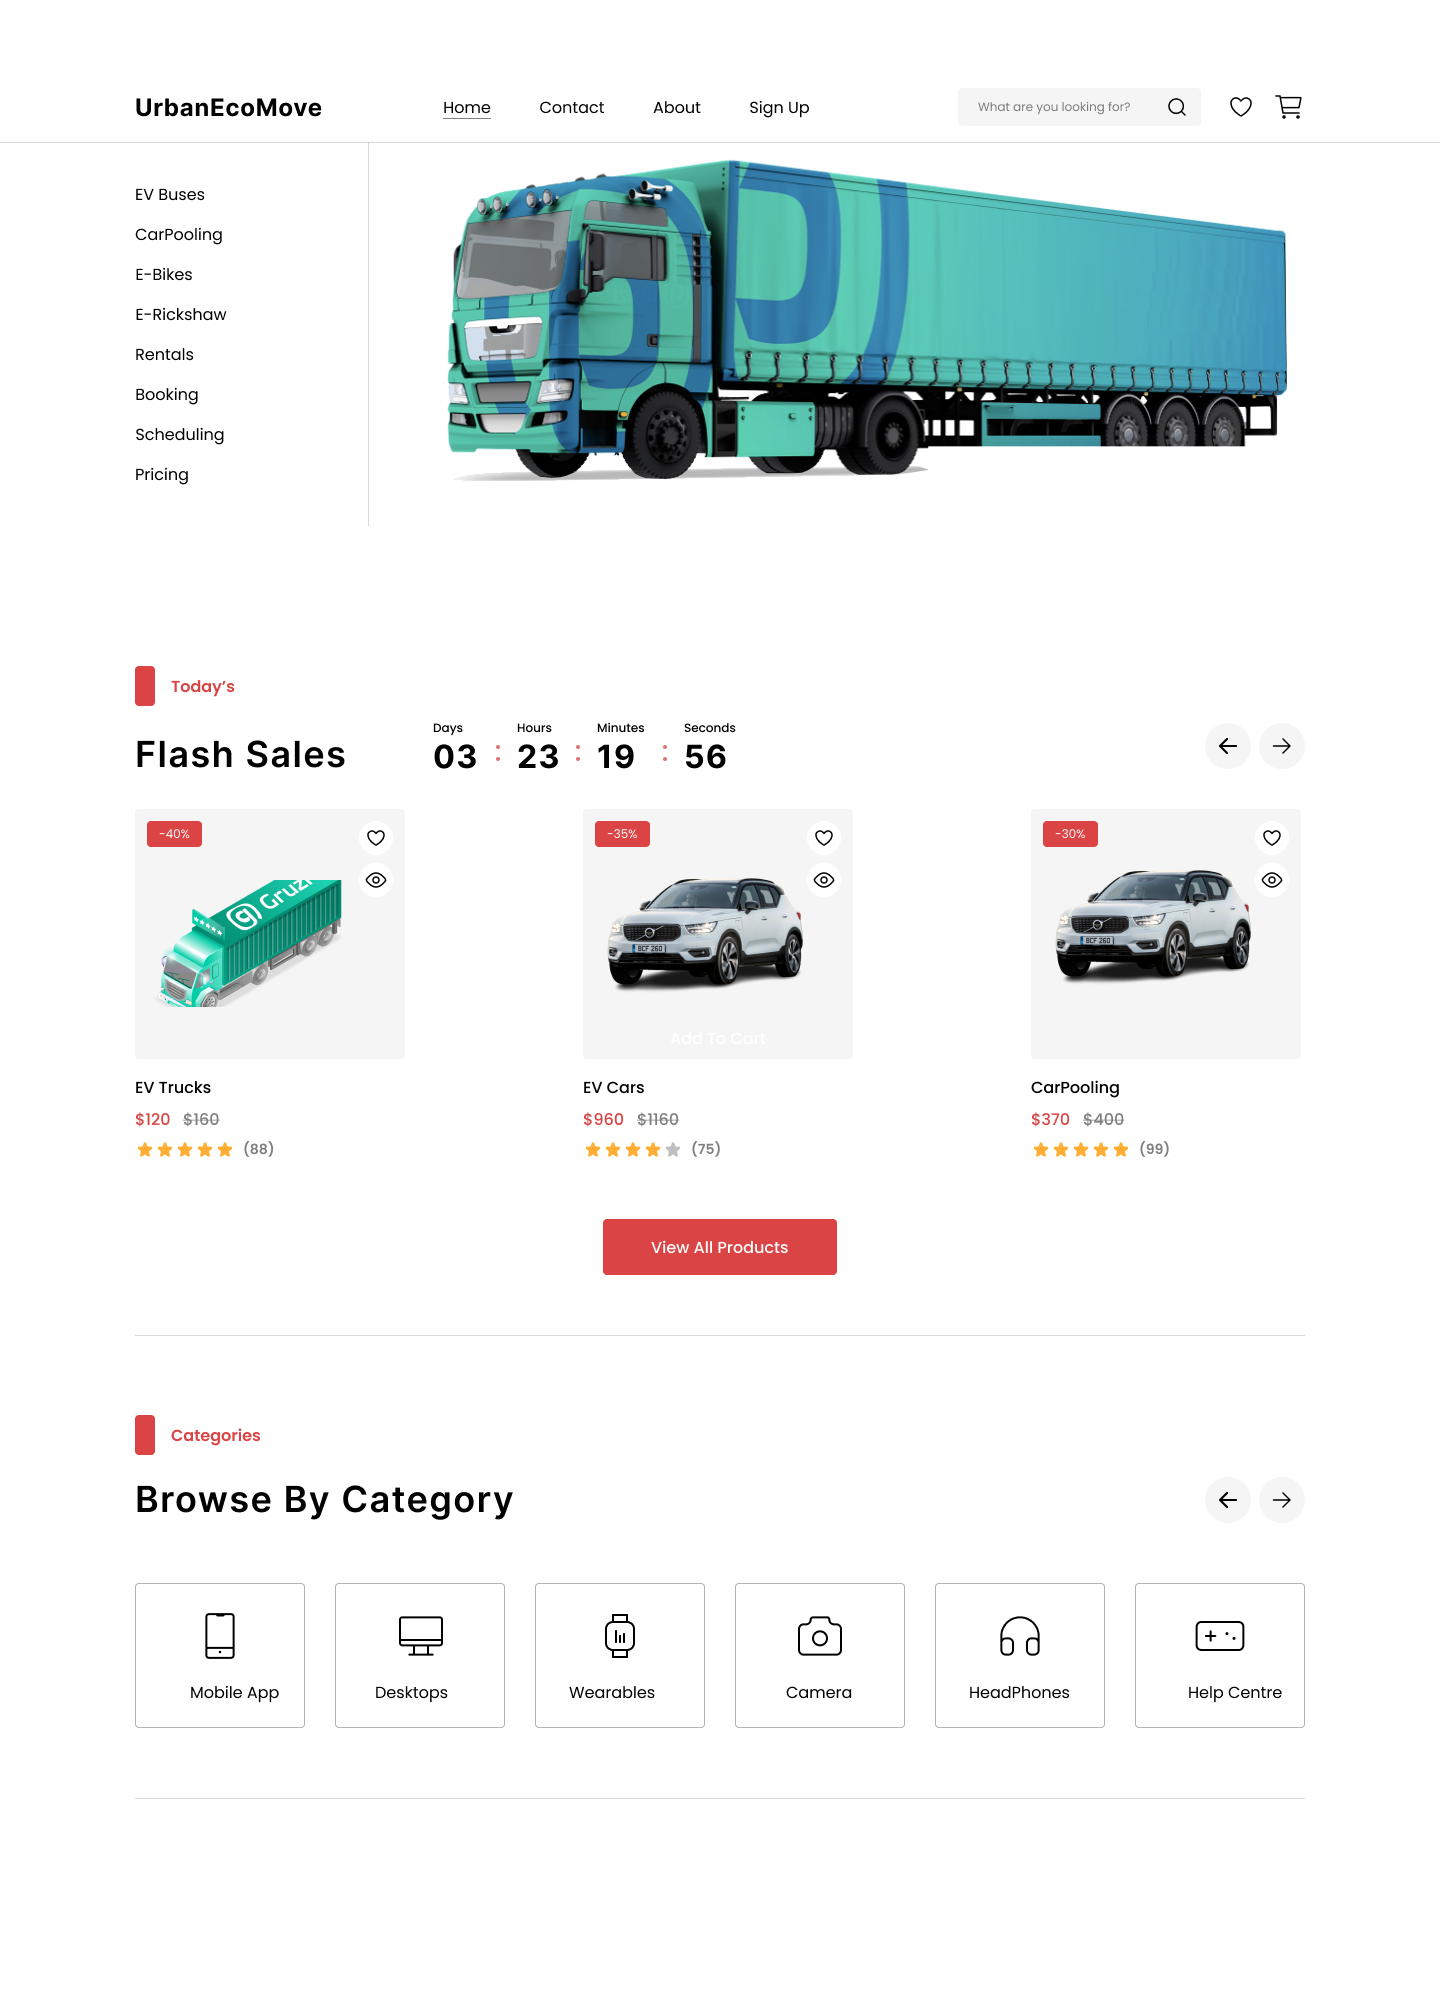 UrbanEcoMove
Home Contact About Sign Up
What are you looking for?
EV Buses
CarPooling
E-Bikes
E-Rickshaw
Rentals
Booking
Scheduling
Pricing
Today's
Flash Sales
Days Hours Minutes Seconds
03 : 23 : 19 : 56
-40%
Gruzi
-35%
BCF 260
Add To Cart
-30%
BCF 260
EV Trucks
$120 $160
(88)
EV Cars
$960 $1160
(75)
CarPooling
$370 $400
(99)
View All Products
Categories
Browse By Category
Mobile App
Desktops
Wearables
Camera
HeadPhones
Help Centre